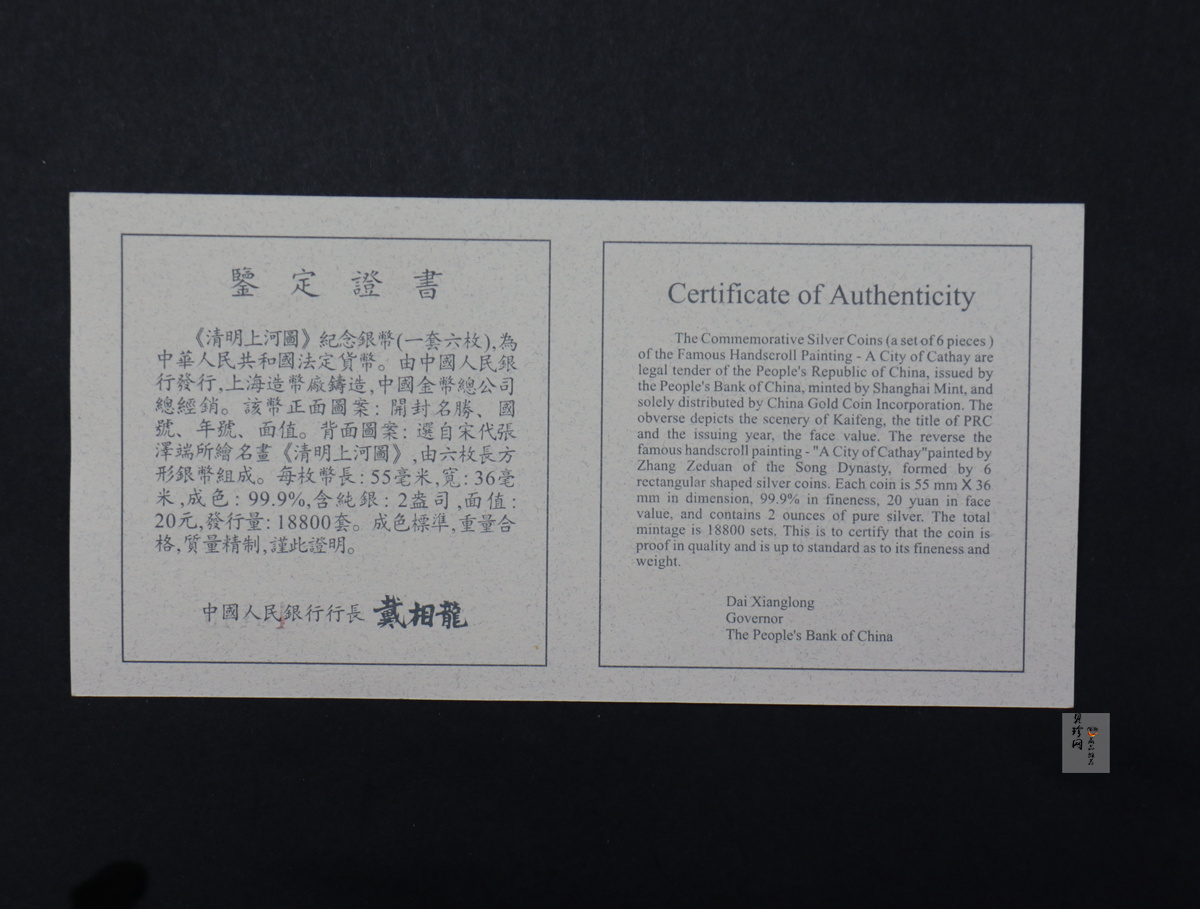 鑒定證書
《清明上河圖》紀念銀幣(一套六枚),為
中華人民共和國法定貨幣。由中國人民銀
行發行,上海造幣廠鑄造,中國金幣總公司
總經銷。該幣正面圖案:開封名勝、國
號、年號、面值。背面圖案:選自宋代張
澤端所繪名畫《清明上河圖》,由六枚長方
形銀幣組成。每枚幣長:55毫米,寬:36毫
米,成色:99.9%,含純銀:2盎司,面值:
20元,發行量:18800套。成色標準,重量合
格,質量精制,謹此證明。
中國人民銀行行長 戴相龍
Certificate of Authenticity
The Commemorative Silver Coins (a set of 6 pieces )
of the Famous Handscroll Painting - A City of Cathay are
legal tender of the People's Republic of China, issued by
the People's Bank of China, minted by Shanghai Mint, and
solely distributed by China Gold Coin Incorporation. The
obverse depicts the scenery of Kaifeng, the title of PRC
and the issuing year, the face value. The reverse the
famous handscroll painting - "A City of Cathay"painted by
Zhang Zeduan of the Song Dynasty, formed by 6
rectangular shaped silver coins. Each coin is 55 mm X 36
mm in dimension, 99.9% in fineness, 20 yuan in face
value, and contains 2 ounces of pure silver. The total
mintage is 18800 sets. This is to certify that the coin is
proof in quality and is up to standard as to its fineness and
weight.
Dai Xianglong
Governor
The People's Bank of China